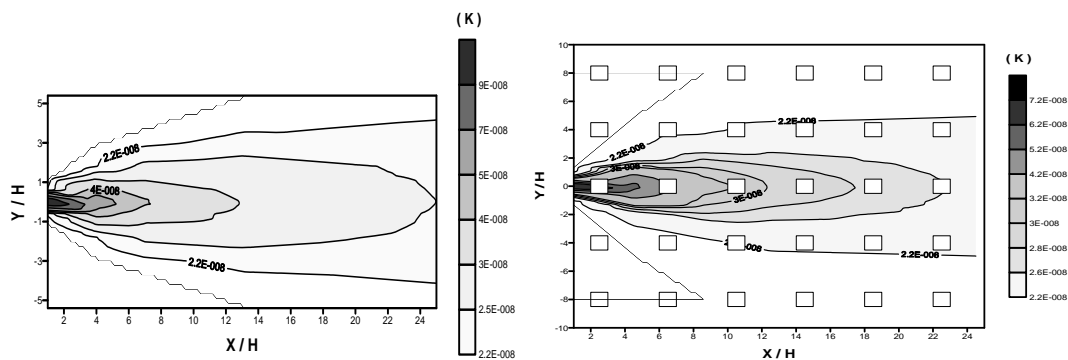 (K)
9E-008
7E-008
5E-008
4E-008
3E-008
2.5E-008
2.2E-008
Y / H
5
3
1
-1
-3
-5
2.2E-008
4E-008
2.2E-008
2 4 6 8 10 12 14 16 18 20 22 24
X / H
(K)
7.2E-008
6.2E-008
5.2E-008
4.2E-008
3E-008
2.8E-008
2.6E-008
2.2E-008
Y / H
10
8
6
4
2
0
-2
-4
-6
-8
-10
2.2E-008
2.2E-008
3E-008
3E-008
2.2E-008
2.2E-008
2 4 6 8 10 12 14 16 18 20 22 24
X / H